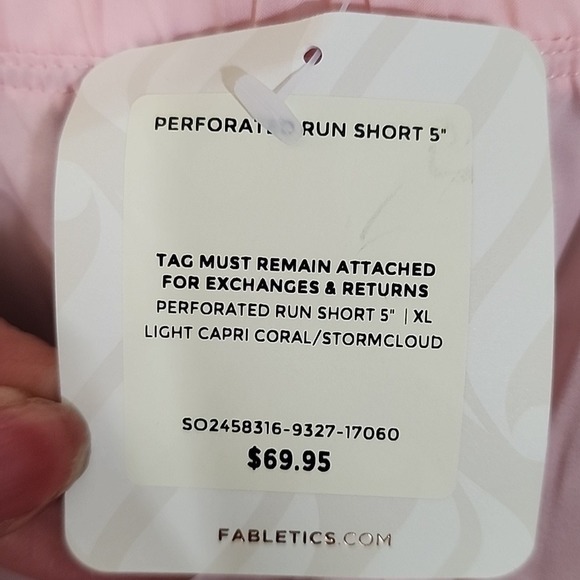 PERFORATED RUN SHORT 5"
TAG MUST REMAIN ATTACHED
FOR EXCHANGES & RETURNS
PERFORATED RUN SHORT 5" | XL
LIGHT CAPRI CORAL/STORMCLOUD
SO2458316-9327-17060
$69.95
FABLETICS.COM